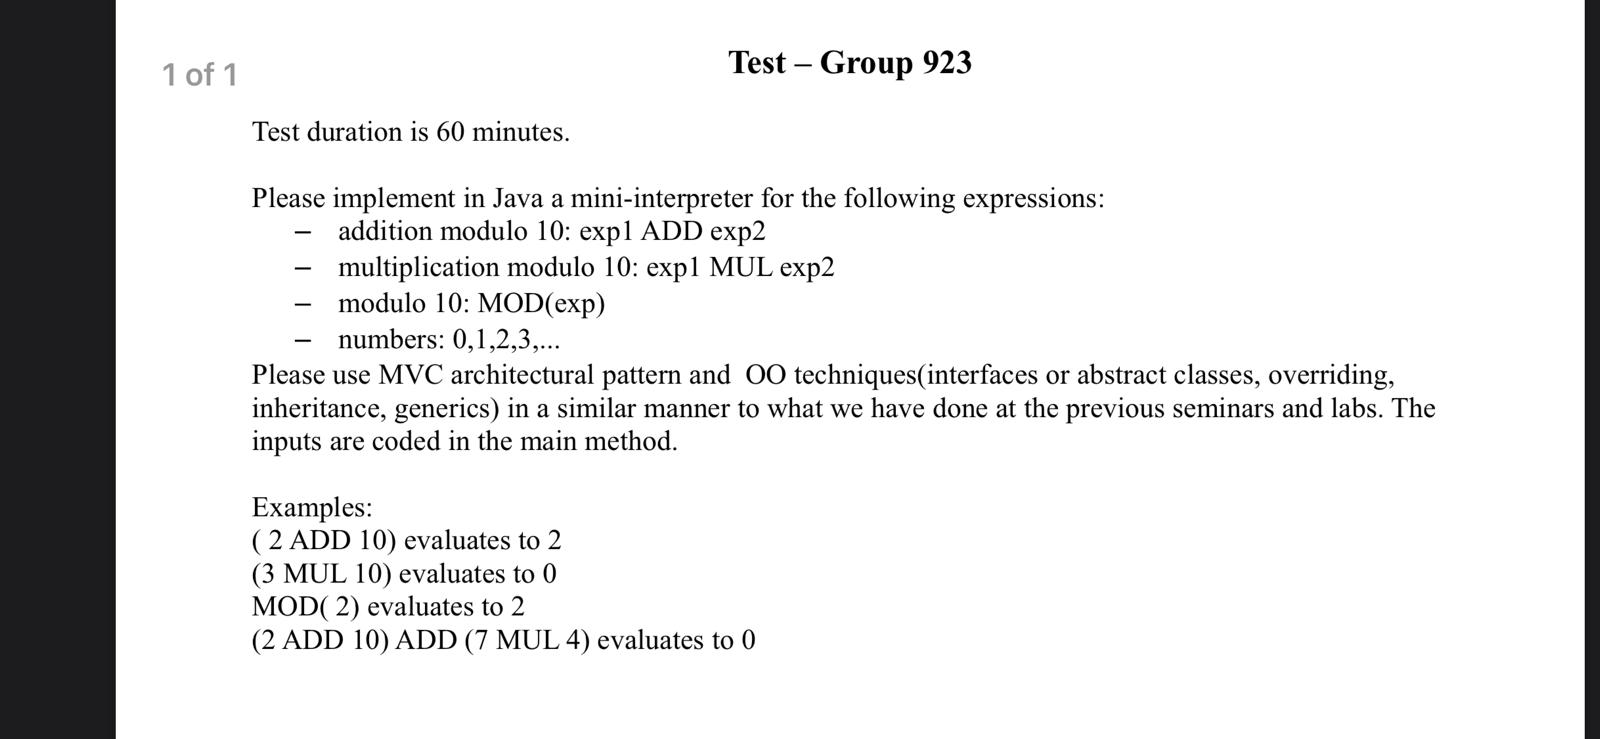 1 of 1
Test – Group 923
Test duration is 60 minutes.
Please implement in Java a mini-interpreter for the following expressions:
– addition modulo 10: exp1 ADD exp2
– multiplication modulo 10: exp1 MUL exp2
– modulo 10: MOD(exp)
– numbers: 0,1,2,3,...
Please use MVC architectural pattern and  OO techniques(interfaces or abstract classes, overriding,
inheritance, generics) in a similar manner to what we have done at the previous seminars and labs. The
inputs are coded in the main method.
Examples:
( 2 ADD 10) evaluates to 2
(3 MUL 10) evaluates to 0
MOD( 2) evaluates to 2
(2 ADD 10) ADD (7 MUL 4) evaluates to 0